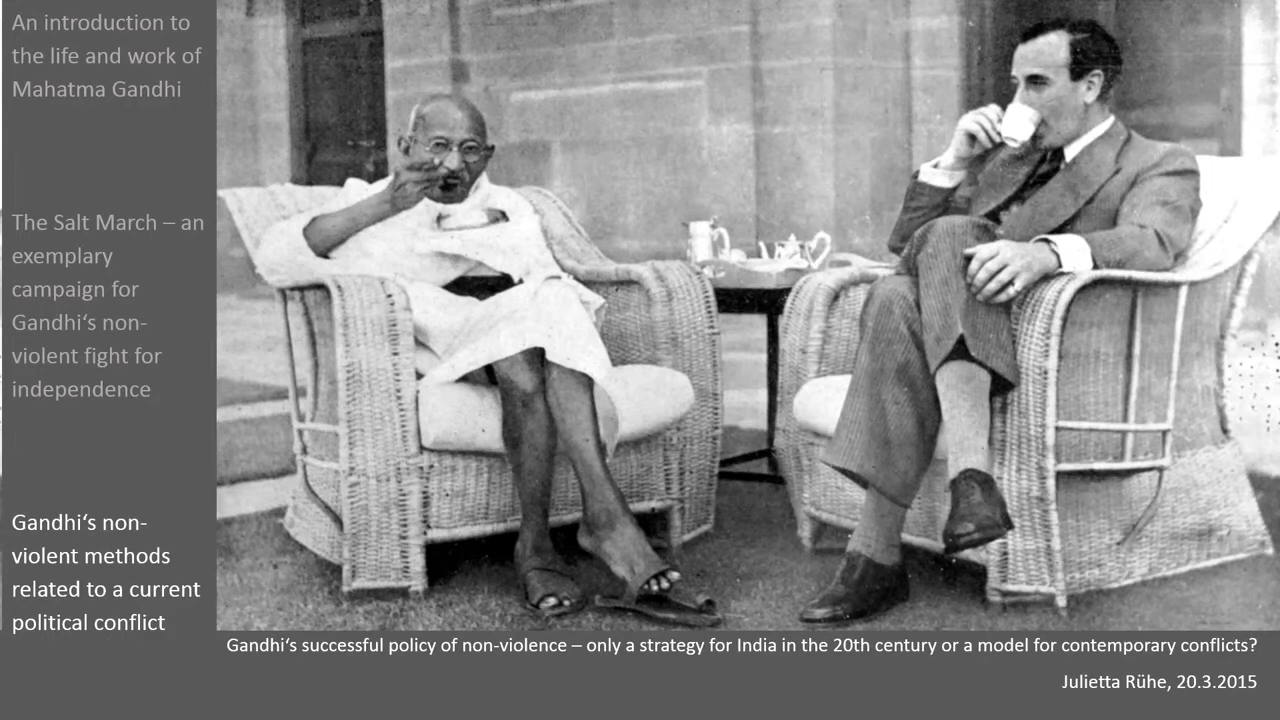 An introduction to
the life and work of
Mahatma Gandhi
The Salt March – an
exemplary
campaign for
Gandhi‘s non-
violent fight for
independence
Gandhi‘s non-
violent methods
related to a current
political conflict
Gandhi‘s successful policy of non-violence – only a strategy for India in the 20th century or a model for contemporary conflicts?
Julietta Rühe, 20.3.2015